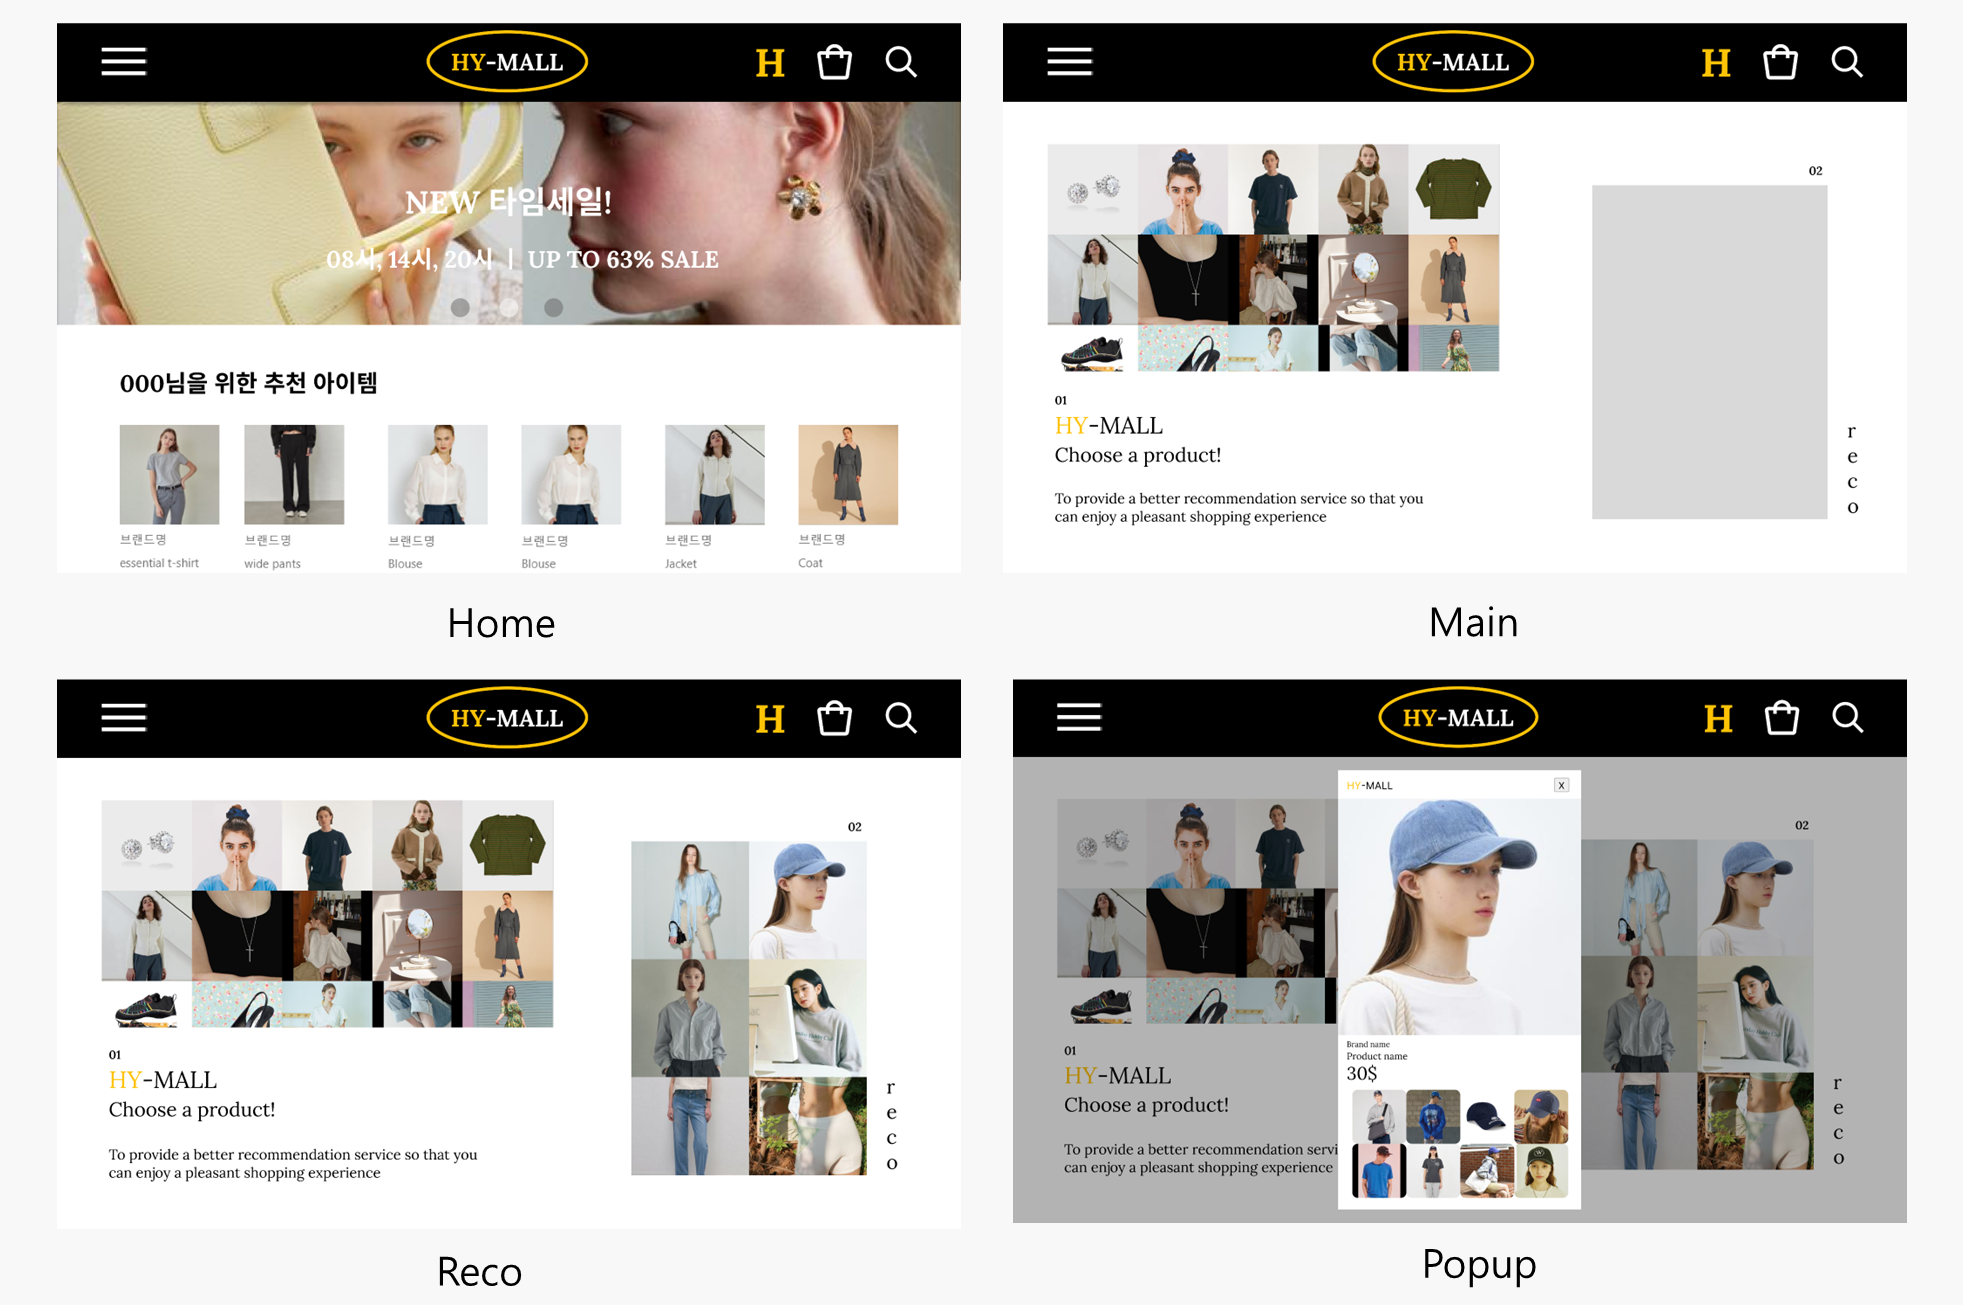 HY-MALL
H
NEW 타임세일!
08시, 14시, 20시 | UP TO 63% SALE
000님을 위한 추천 아이템
브랜드명
essential t-shirt
브랜드명
wide pants
브랜드명
Blouse
브랜드명
Blouse
브랜드명
Jacket
브랜드명
Coat
Home
HY-MALL
H
02
01
HY-MALL
Choose a product!
To provide a better recommendation service so that you
can enjoy a pleasant shopping experience
r
e
c
o
Main
HY-MALL
H
02
01
HY-MALL
Choose a product!
To provide a better recommendation service so that you
can enjoy a pleasant shopping experience
r
e
c
o
Reco
HY-MALL
H
HY-MALL
X
02
Brand name
Product name
30$
01
HY-MALL
Choose a product!
To provide a better recommendation servi
can enjoy a pleasant shopping experience
r
e
c
o
Popup